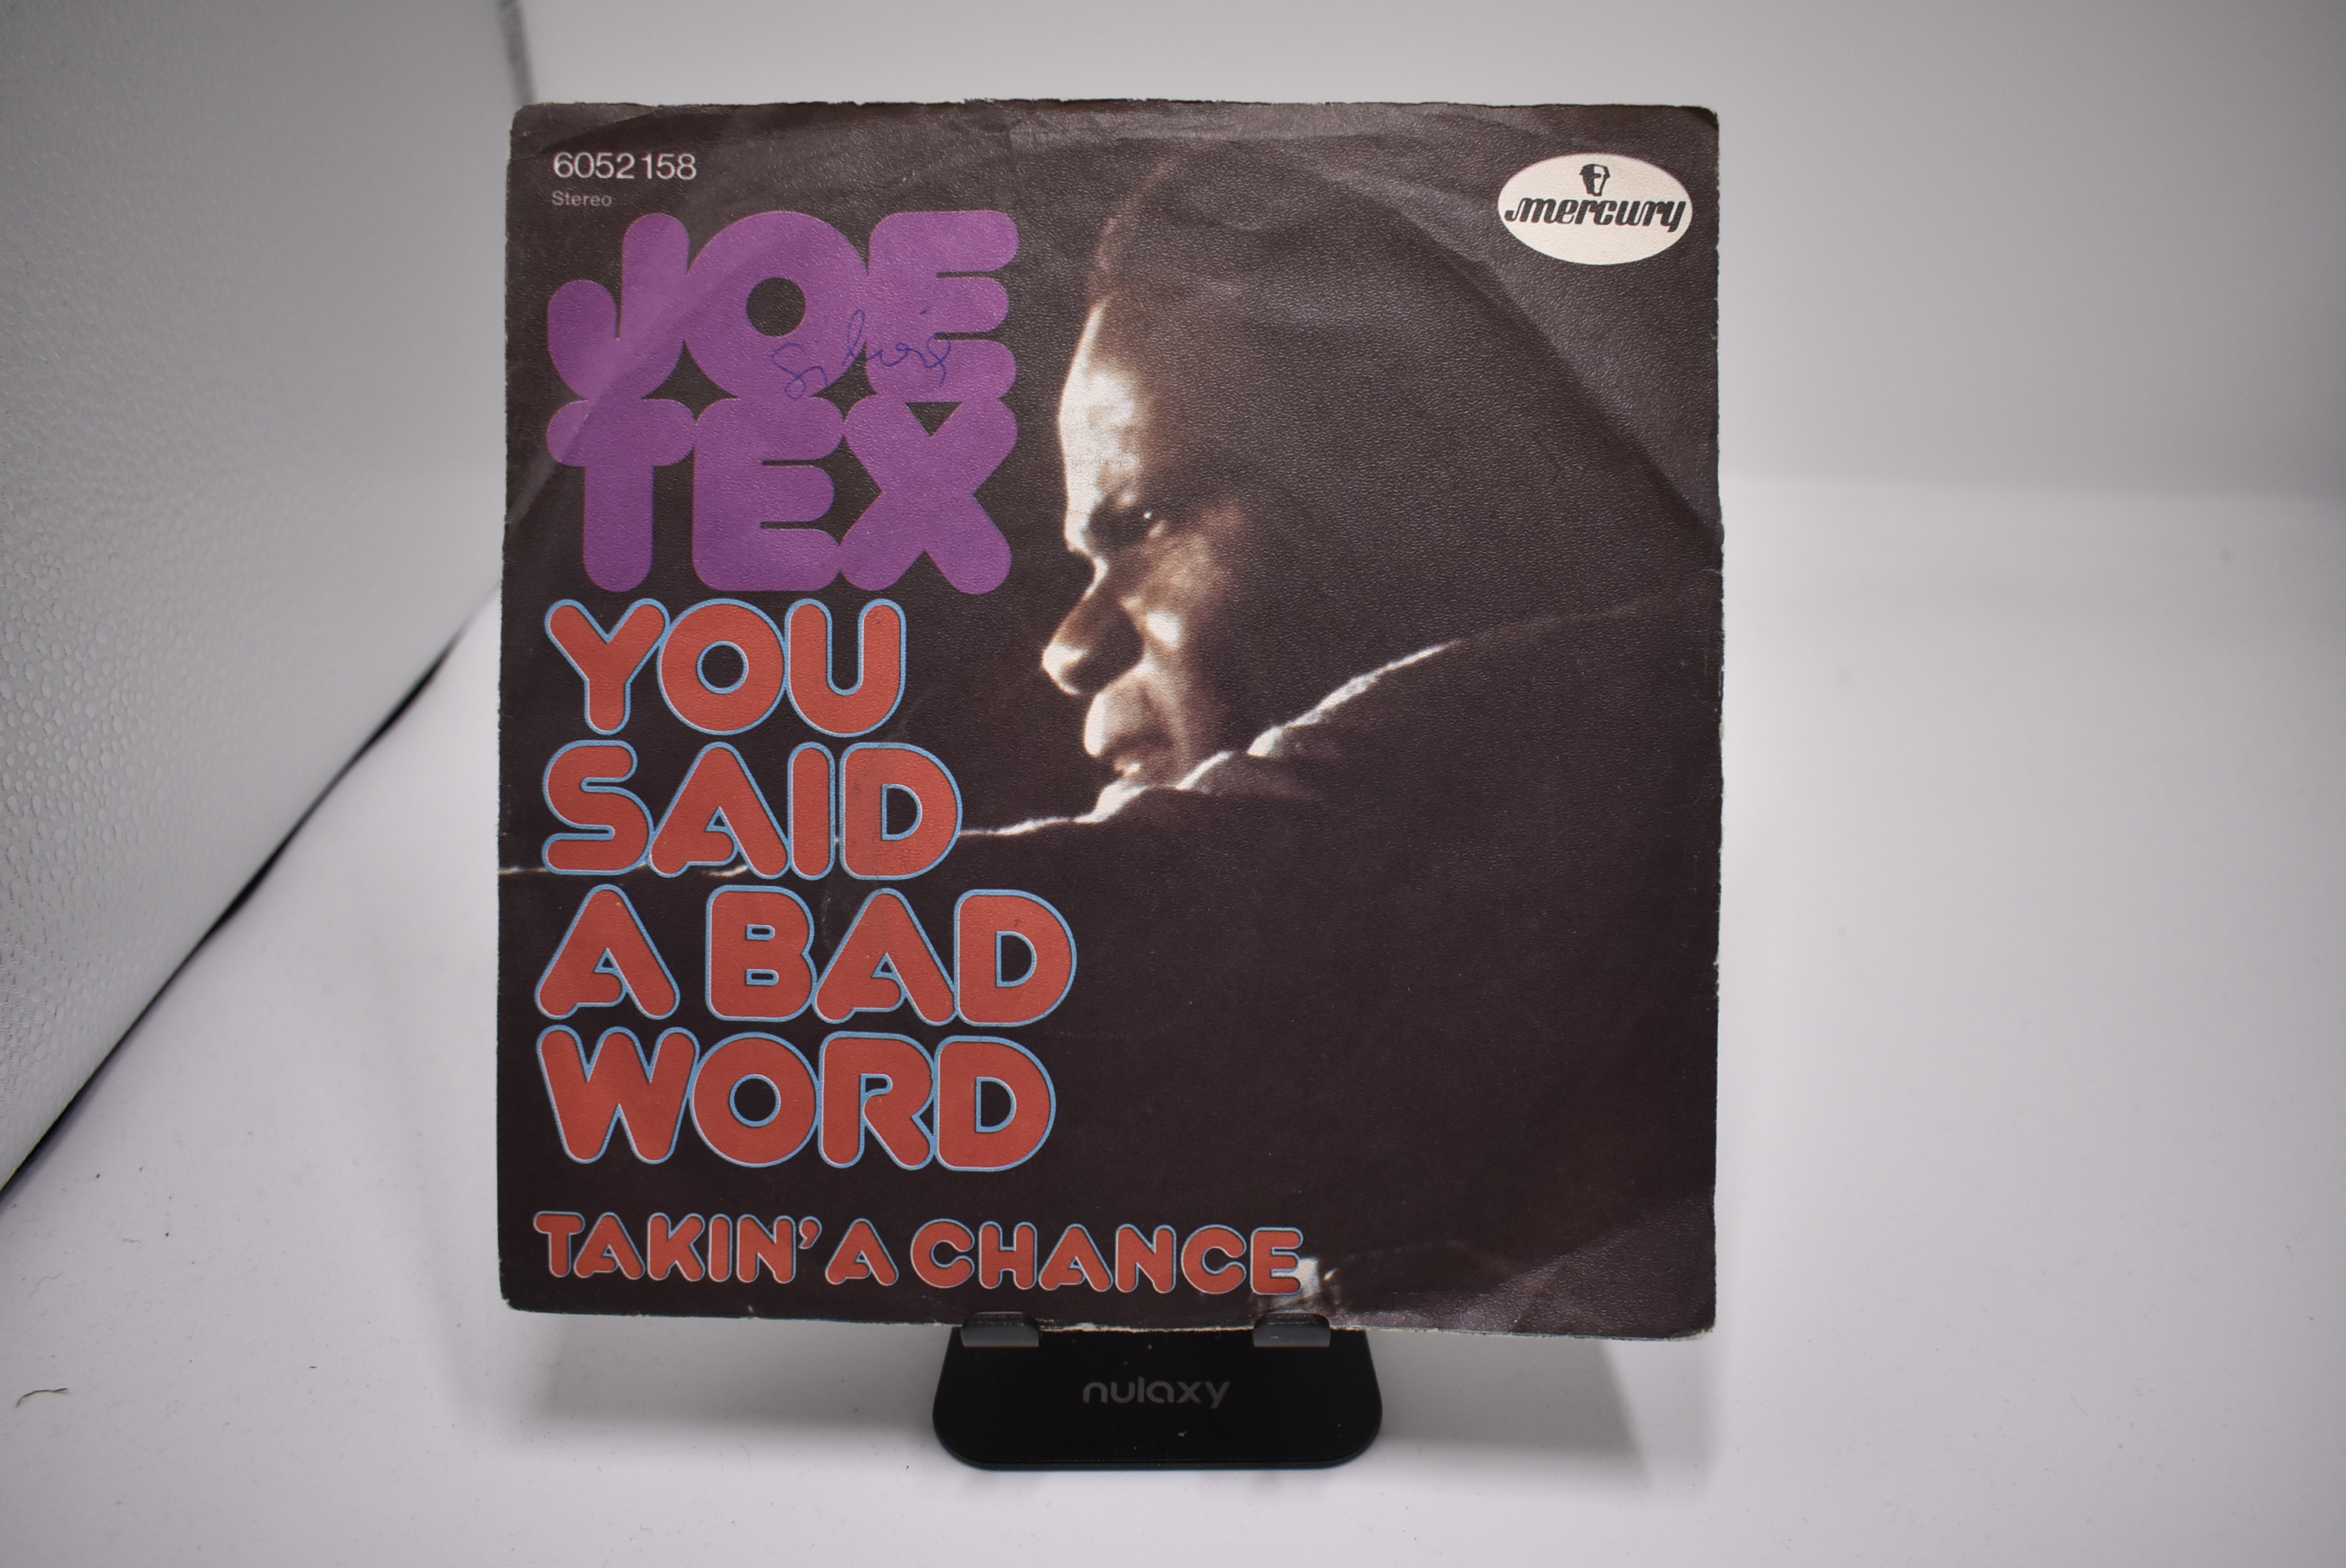 6052 158
Stereo
mercury
JOE
TEX
YOU
SAID
A BAD
WORD
TAKIN' A CHANCE
nulaxy